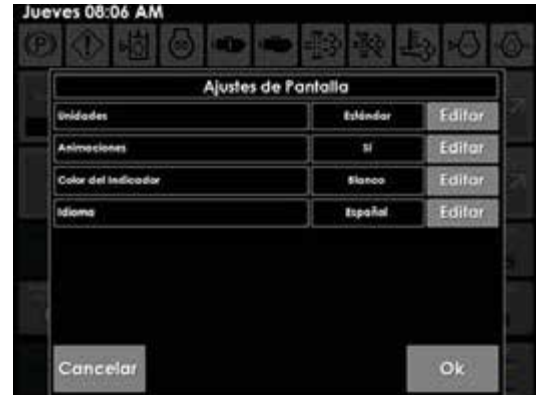 Jueves 08:06 AM
Ajustes de Pantalla
Unidades Estándar Editar
Animaciones Sí Editar
Color del Indicador Blanco Editar
Idioma Español Editar
Cancelar Ok